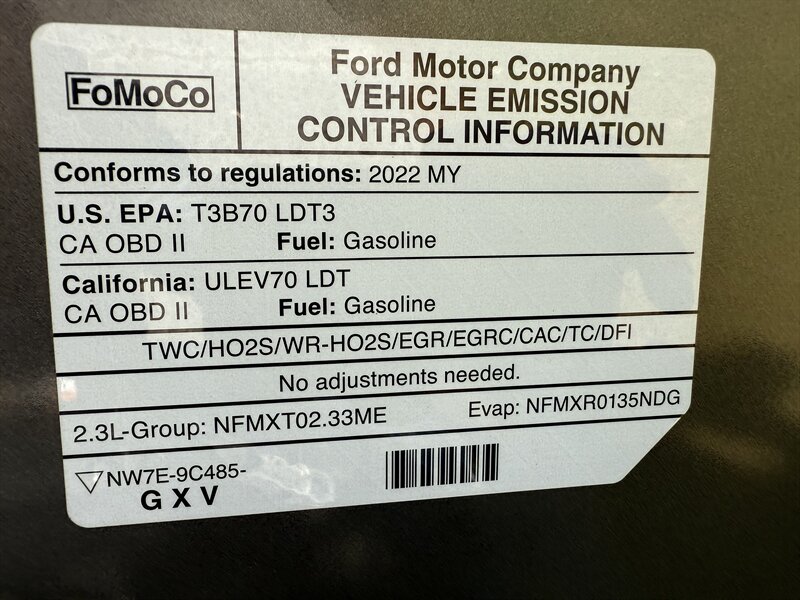 FoMoCo
Ford Motor Company
VEHICLE EMISSION
CONTROL INFORMATION
Conforms to regulations: 2022 MY
U.S. EPA: T3B70 LDT3
CA OBD II Fuel: Gasoline
California: ULEV70 LDT
CA OBD II Fuel: Gasoline
TWC/HO2S/WR-HO2S/EGR/EGRC/CAC/TC/DFI
No adjustments needed.
2.3L-Group: NFMXT02.33ME Evap: NFMXR0135NDG
NW7E-9C485-
G X V